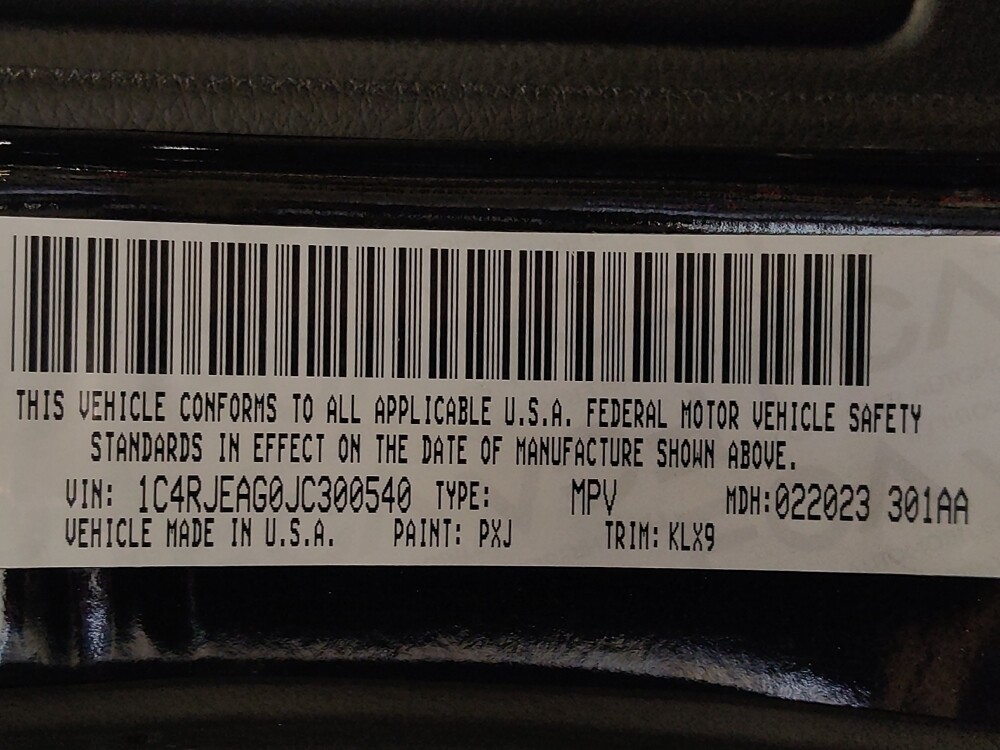 THIS VEHICLE CONFORMS TO ALL APPLICABLE U.S.A. FEDERAL MOTOR VEHICLE SAFETY
STANDARDS IN EFFECT ON THE DATE OF MANUFACTURE SHOWN ABOVE.
VIN: 1C4RJEAG0JC300540 TYPE: MPV MDH:022023 301AA
VEHICLE MADE IN U.S.A. PAINT: PXJ TRIM: KLX9